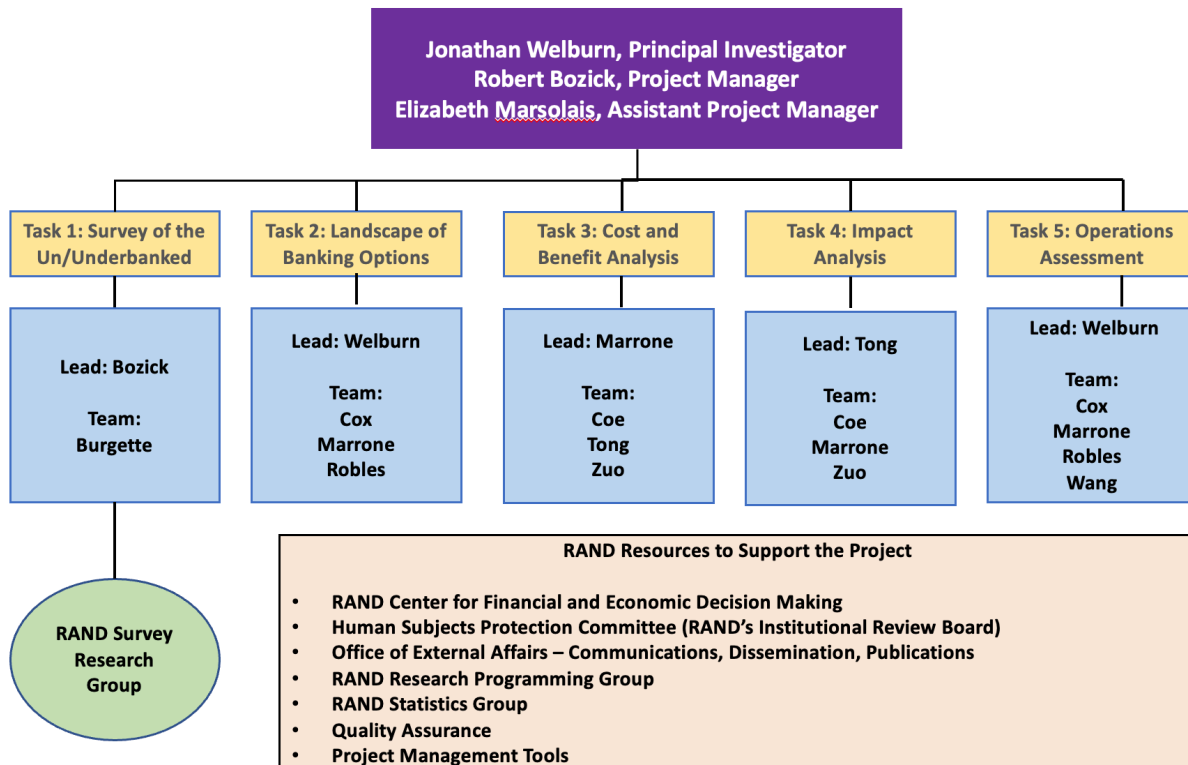 Jonathan Welburn, Principal Investigator
Robert Bozick, Project Manager
Elizabeth Marsolais, Assistant Project Manager
Task 1: Survey of the
Un/Underbanked
Task 2: Landscape of
Banking Options
Task 3: Cost and
Benefit Analysis
Task 4: Impact
Analysis
Task 5: Operations
Assessment
Lead: Bozick
Team:
Burgette
Lead: Welburn
Team:
Cox
Marrone
Robles
Lead: Marrone
Team:
Coe
Tong
Zuo
Lead: Tong
Team:
Coe
Marrone
Zuo
Lead: Welburn
Team:
Cox
Marrone
Robles
Wang
RAND Survey
Research
Group
RAND Resources to Support the Project
• RAND Center for Financial and Economic Decision Making
• Human Subjects Protection Committee (RAND’s Institutional Review Board)
• Office of External Affairs – Communications, Dissemination, Publications
• RAND Research Programming Group
• RAND Statistics Group
• Quality Assurance
• Project Management Tools